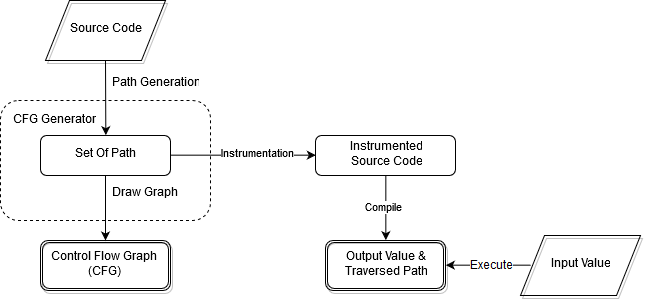 Source Code
Path Generation
CFG Generator
Set Of Path
Instrumentation
Instrumented
Source Code
Draw Graph
Compile
Control Flow Graph
(CFG)
Output Value &
Traversed Path
Execute
Input Value